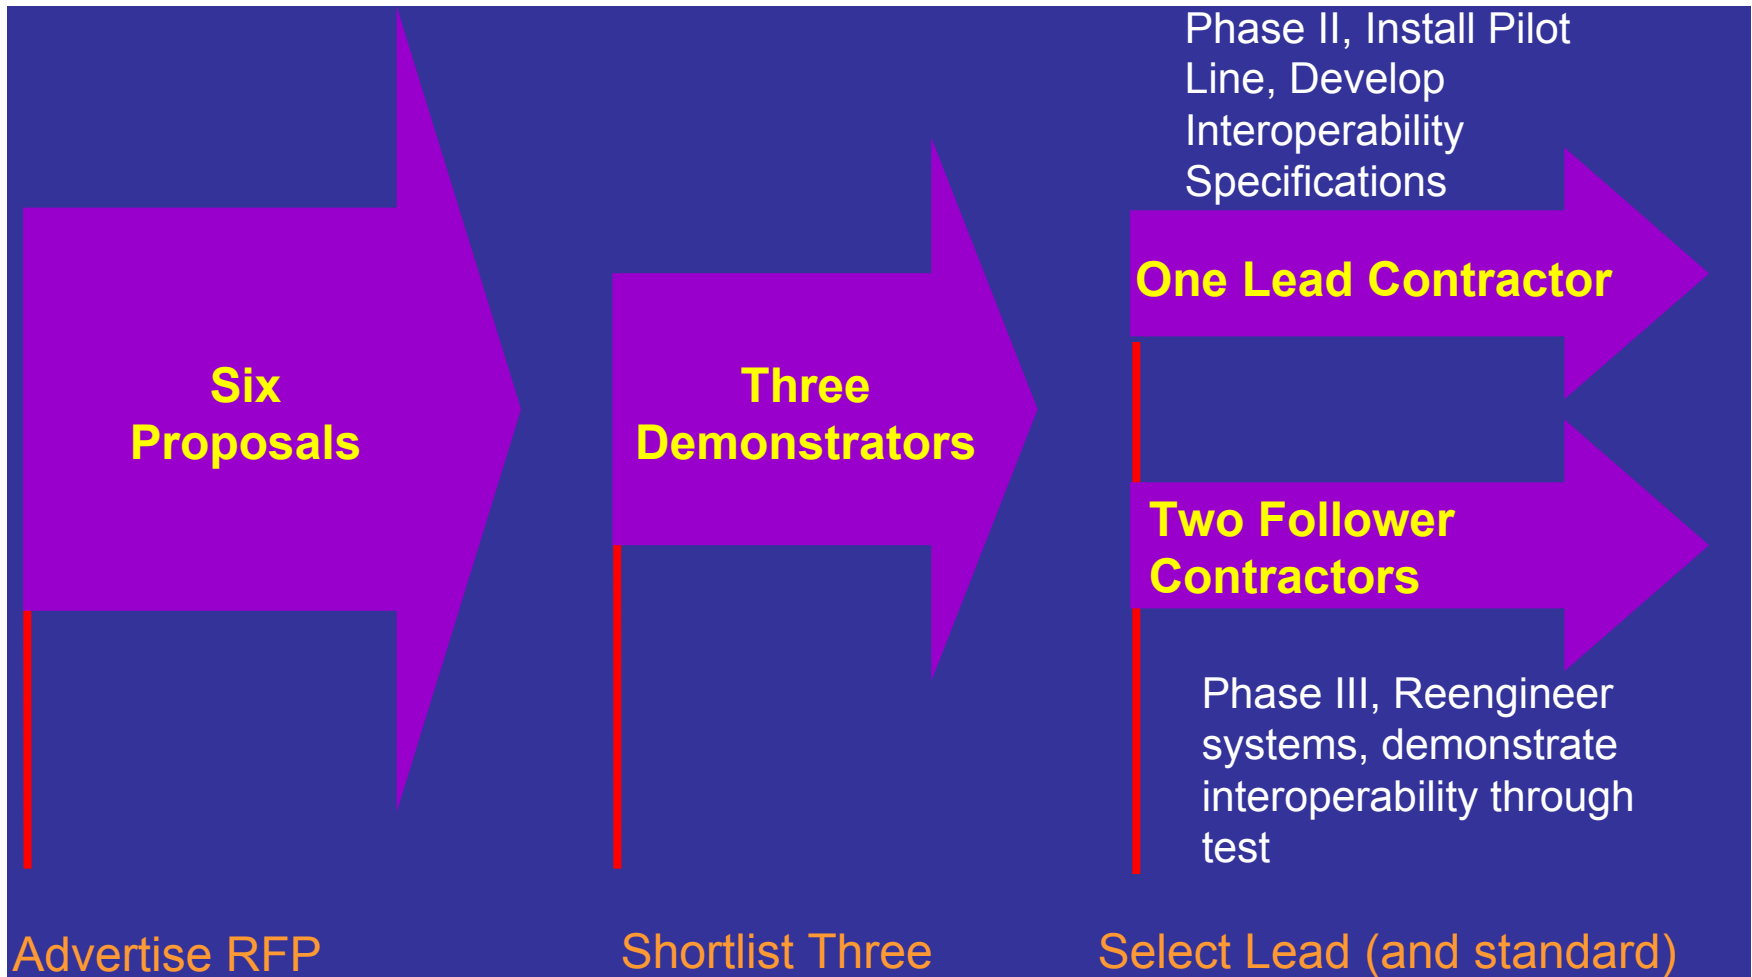 Six
Proposals
Three
Demonstrators
Phase II, Install Pilot
Line, Develop
Interoperability
Specifications
One Lead Contractor
Two Follower
Contractors
Phase III, Reengineer
systems, demonstrate
interoperability through
test
Advertise RFP
Shortlist Three
Select Lead (and standard)